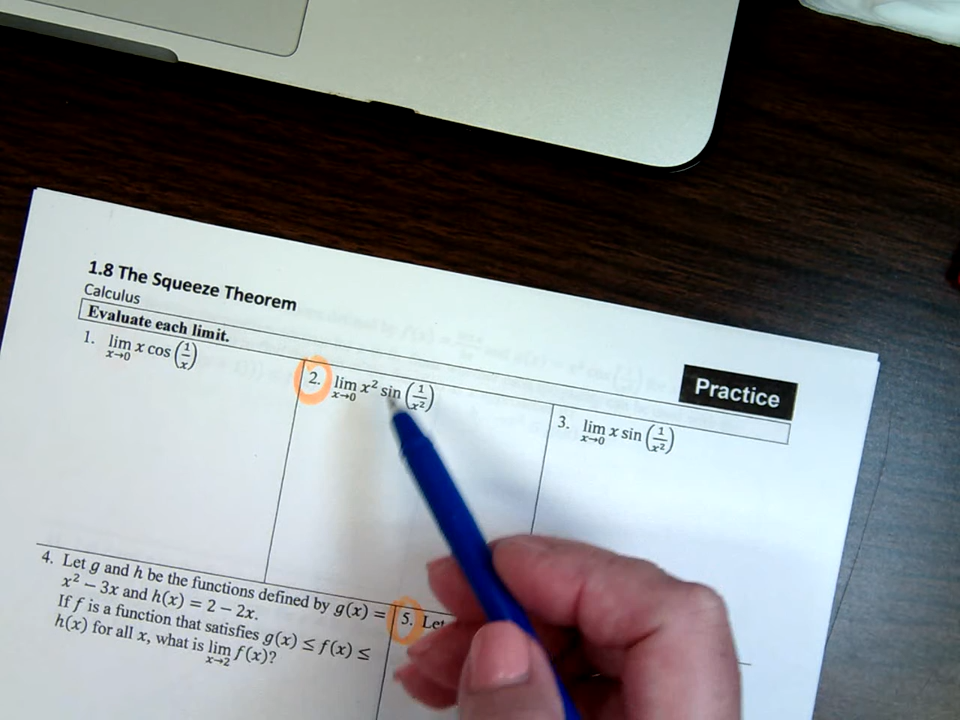 1.8 The Squeeze Theorem
Calculus
Practice
Evaluate each limit.
1. lim x→0 x cos (1/x)
2. lim x→0 x² sin (1/x²)
3. lim x→0 x sin (1/x²)
4. Let g and h be the functions defined by g(x) =
x² − 3x and h(x) = 2 − 2x.
If f is a function that satisfies g(x) ≤ f(x) ≤
h(x) for all x, what is lim x→2 f(x)?
5. Let